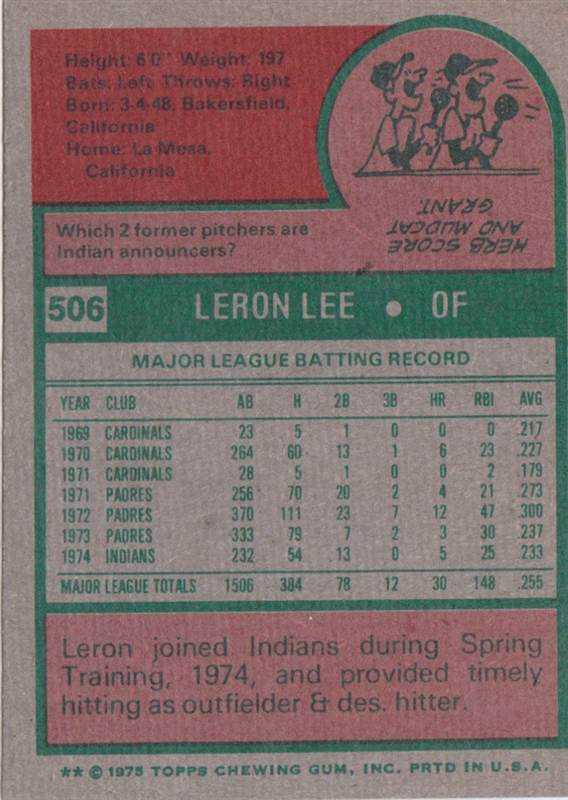 Height: 6'0" Weight: 197
Bats: Left Throws: Right
Born: 3-4-48, Bakersfield,
California
Home: La Mesa,
California
Which 2 former pitchers are
Indian announcers?
HERB SCORE
AND MUDCAT
GRANT.
506 LERON LEE • OF
MAJOR LEAGUE BATTING RECORD
YEAR CLUB AB H 2B 3B HR RBI AVG
1969 CARDINALS 23 5 1 0 0 0 .217
1970 CARDINALS 264 60 13 1 6 23 .227
1971 CARDINALS 28 5 1 0 0 2 .179
1971 PADRES 256 70 20 2 4 21 .273
1972 PADRES 370 111 23 7 12 47 .300
1973 PADRES 333 79 7 2 3 30 .237
1974 INDIANS 232 54 13 0 5 25 .233
MAJOR LEAGUE TOTALS 1506 384 78 12 30 148 .255
Leron joined Indians during Spring
Training, 1974, and provided timely
hitting as outfielder & des. hitter.
** © 1975 TOPPS CHEWING GUM, INC. PRTD IN U.S.A.